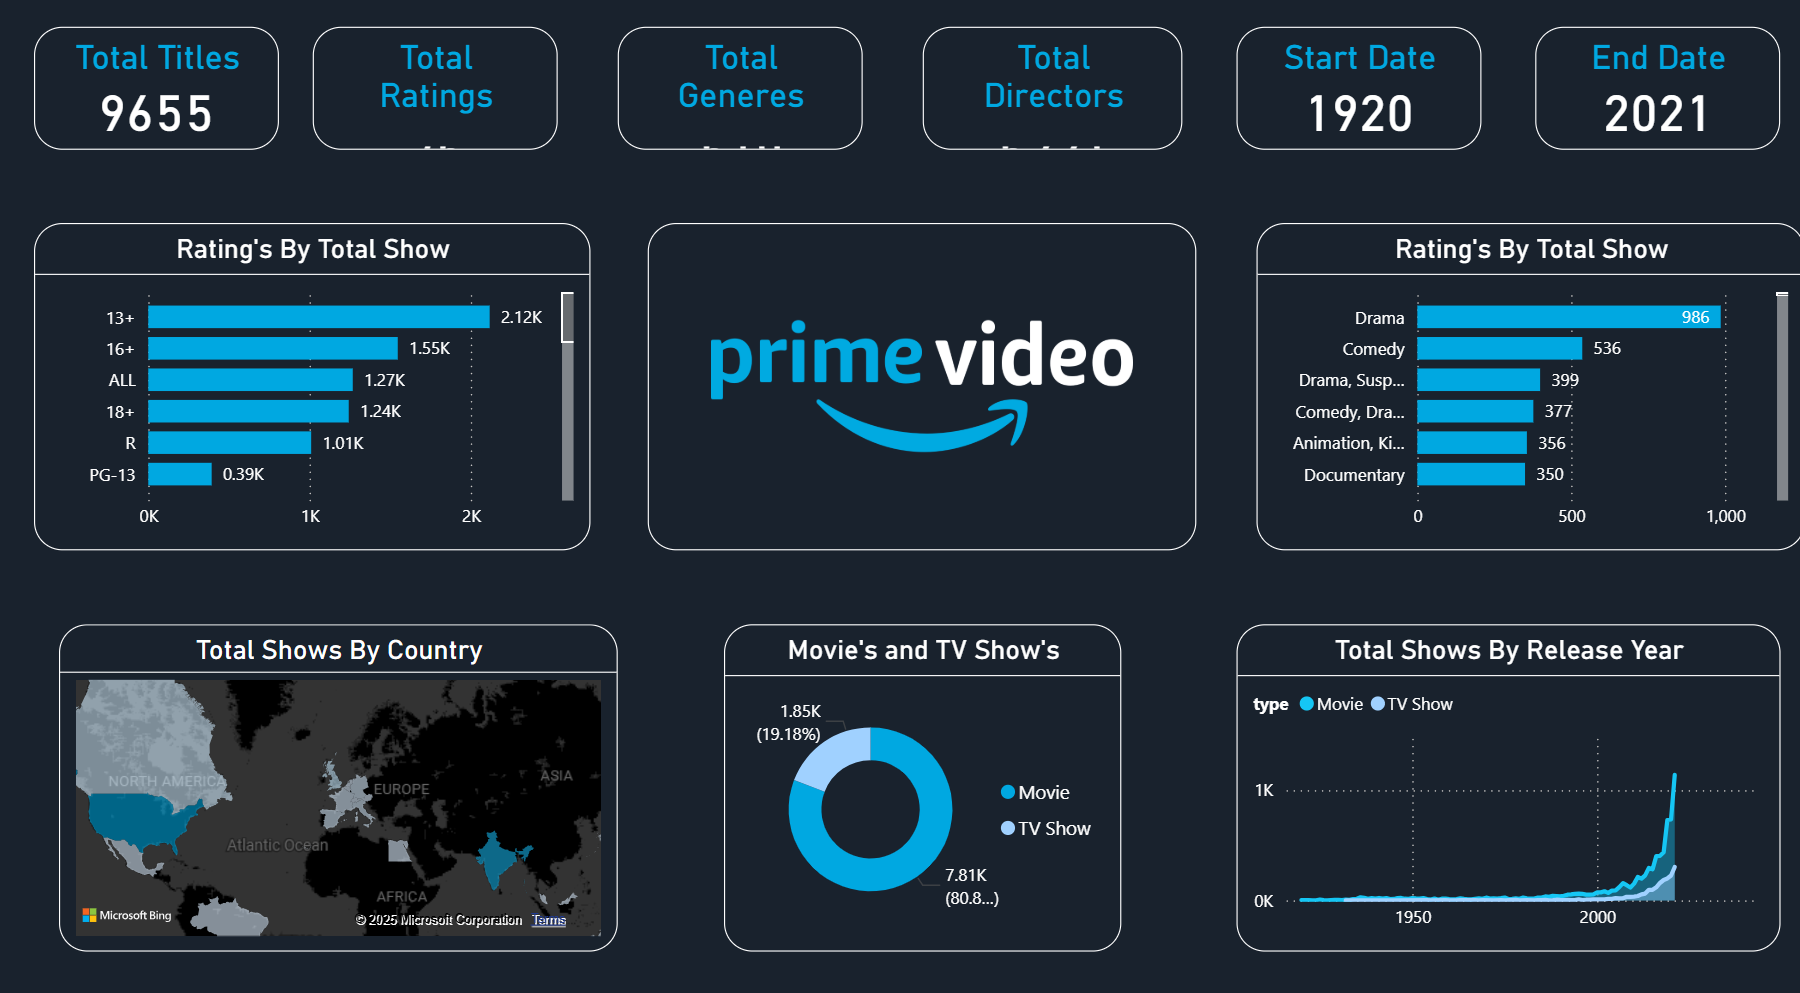 Total Titles
9655
Total
Ratings
Total
Generes
Total
Directors
Start Date
1920
End Date
2021
Rating's By Total Show
13+
2.12K
16+
1.55K
ALL
1.27K
18+
1.24K
R
1.01K
PG-13
0.39K
0K
1K
2K
prime video
Rating's By Total Show
Drama
986
Comedy
536
Drama, Susp...
399
Comedy, Dra...
377
Animation, Ki...
356
Documentary
350
0
500
1,000
Total Shows By Country
NORTH AMERICA
EUROPE
ASIA
Atlantic Ocean
AFRICA
Microsoft Bing
© 2025 Microsoft Corporation Terms
Movie's and TV Show's
1.85K
(19.18%)
Movie
TV Show
7.81K
(80.8...)
Total Shows By Release Year
type Movie TV Show
1K
0K
1950
2000